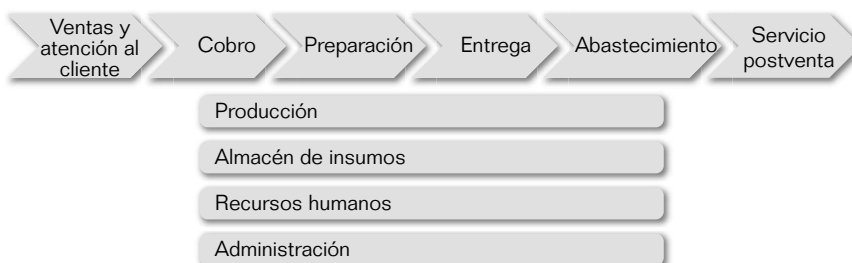 Ventas y
atención al
cliente
Cobro
Preparación
Entrega
Abastecimiento
Servicio
postventa
Producción
Almacén de insumos
Recursos humanos
Administración